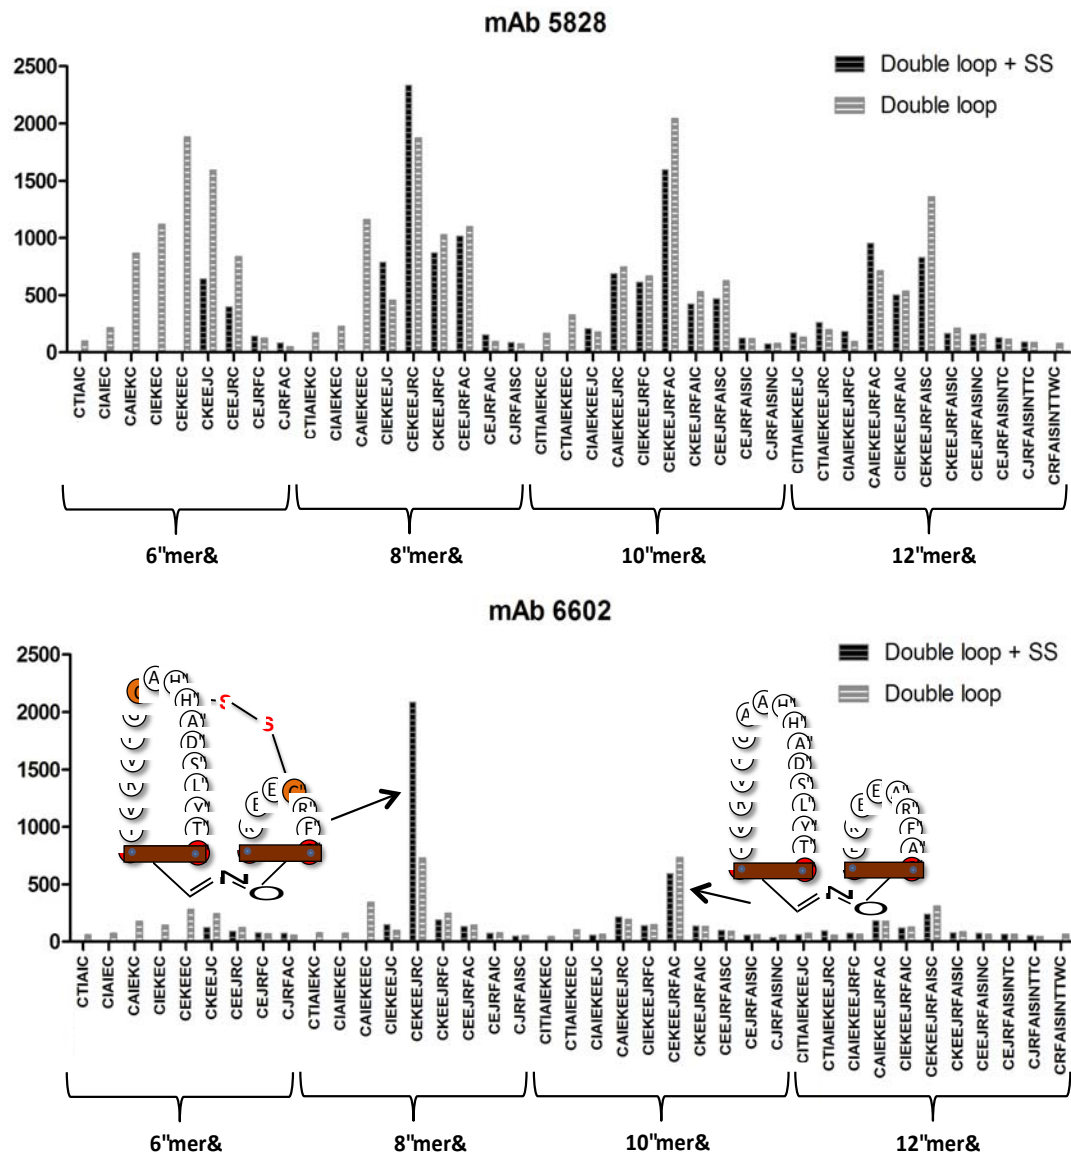 mAb 5828
Double loop + SS
Double loop
2500
2000
1500
1000
500
0
CTIAIC
CIAIEC
CAIEKC
CIEKEC
CEKEEC
CKEEJC
CEEJRC
CEJRFC
CJRFAC
CTIAIEKC
CAIEKEC
CAIEKEEC
CIEKEEJC
CEKEEJRC
CKEEJRFC
CEEJRFAC
CEJRFAIC
CJRFAISC
CITIAIEKEC
CTIAIEKEEC
CIAIEKEEJC
CAIEKEEJRC
CIEKEEJRFC
CEKEEJRFAC
CKEEJRFAIC
CEEJRFAISC
CEJRFAISIC
CJRFAISINC
CITIAIEKEEJC
CTIAIEKEEJRC
CIAIEKEEJRFC
CAIEKEEJRFAC
CIEKEEJRFAIC
CEKEEJRFAISC
CKEEJRFAISIC
CEEJRFAISINC
CEJRFAISINTC
CJRFAISINTTC
CRFAISINTTWC
6"mer&
8"mer&
10"mer&
12"mer&
mAb 6602
Double loop + SS
Double loop
2500
2000
1500
1000
500
0
A H"
H" S
A" S
D"
S"
L"
Y"
T"
E
E
R"
F"
N
O
A A H"
H"
A"
D"
S"
L"
Y"
T"
E A"
E R"
F"
A"
N
O
CTIAIC
CIAIEC
CAIEKC
CIEKEC
CEKEEC
CKEEJC
CEEJRC
CEJRFC
CJRFAC
CTIAIEKC
CIAIEKEC
CAIEKEEC
CIEKEEJC
CEKEEJRC
CKEEJRFC
CEEJRFAC
CEJRFAIC
CJRFAISC
CITIAIEKEC
CTIAIEKEEC
CIAIEKEEJC
CAIEKEEJRC
CIEKEEJRFC
CEKEEJRFAC
CKEEJRFAIC
CEEJRFAISC
CEJRFAISIC
CJRFAISINC
CITIAIEKEEJC
CTIAIEKEEJRC
CIAIEKEEJRFC
CAIEKEEJRFAC
CIEKEEJRFAIC
CEKEEJRFAISC
CKEEJRFAISIC
CEEJRFAISINC
CEJRFAISINTC
CJRFAISINTTC
CRFAISINTTWC
6"mer&
8"mer&
10"mer&
12"mer&